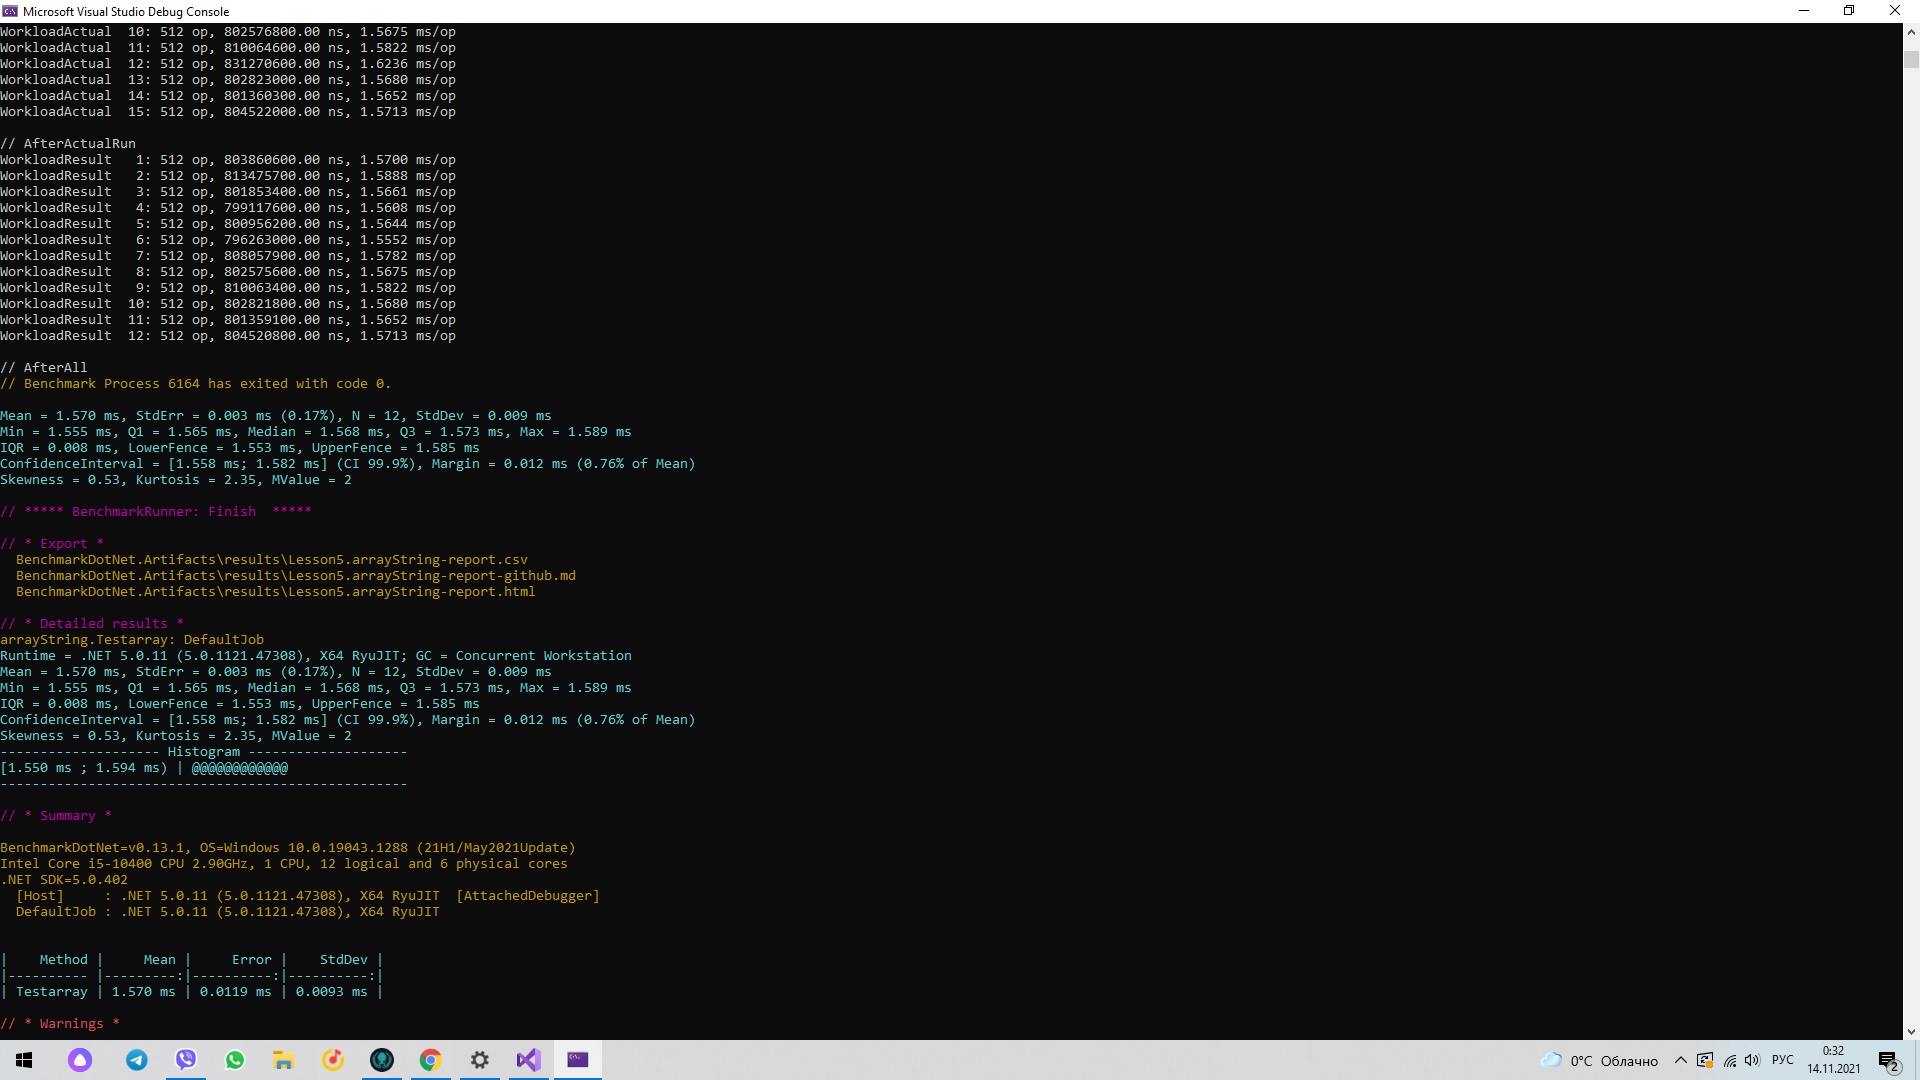 Microsoft Visual Studio Debug Console
WorkloadActual  10: 512 op, 802576800.00 ns, 1.5675 ms/op
WorkloadActual  11: 512 op, 810064600.00 ns, 1.5822 ms/op
WorkloadActual  12: 512 op, 831270600.00 ns, 1.6236 ms/op
WorkloadActual  13: 512 op, 802823000.00 ns, 1.5680 ms/op
WorkloadActual  14: 512 op, 801360300.00 ns, 1.5652 ms/op
WorkloadActual  15: 512 op, 804522000.00 ns, 1.5713 ms/op
// AfterActualRun
WorkloadResult   1: 512 op, 803860600.00 ns, 1.5700 ms/op
WorkloadResult   2: 512 op, 813475700.00 ns, 1.5888 ms/op
WorkloadResult   3: 512 op, 801853400.00 ns, 1.5661 ms/op
WorkloadResult   4: 512 op, 799117600.00 ns, 1.5608 ms/op
WorkloadResult   5: 512 op, 800956200.00 ns, 1.5644 ms/op
WorkloadResult   6: 512 op, 796263000.00 ns, 1.5552 ms/op
WorkloadResult   7: 512 op, 808057900.00 ns, 1.5782 ms/op
WorkloadResult   8: 512 op, 802575600.00 ns, 1.5675 ms/op
WorkloadResult   9: 512 op, 810063400.00 ns, 1.5822 ms/op
WorkloadResult  10: 512 op, 802821800.00 ns, 1.5680 ms/op
WorkloadResult  11: 512 op, 801359100.00 ns, 1.5652 ms/op
WorkloadResult  12: 512 op, 804520800.00 ns, 1.5713 ms/op
// AfterAll
// Benchmark Process 6164 has exited with code 0.
Mean = 1.570 ms, StdErr = 0.003 ms (0.17%), N = 12, StdDev = 0.009 ms
Min = 1.555 ms, Q1 = 1.565 ms, Median = 1.568 ms, Q3 = 1.573 ms, Max = 1.589 ms
IQR = 0.008 ms, LowerFence = 1.553 ms, UpperFence = 1.585 ms
ConfidenceInterval = [1.558 ms; 1.582 ms] (CI 99.9%), Margin = 0.012 ms (0.76% of Mean)
Skewness = 0.53, Kurtosis = 2.35, MValue = 2
// ***** BenchmarkRunner: Finish  *****
// * Export *
BenchmarkDotNet.Artifacts\results\Lesson5.arrayString-report.csv
BenchmarkDotNet.Artifacts\results\Lesson5.arrayString-report-github.md
BenchmarkDotNet.Artifacts\results\Lesson5.arrayString-report.html
// * Detailed results *
arrayString.Testarray: DefaultJob
Runtime = .NET 5.0.11 (5.0.1121.47308), X64 RyuJIT; GC = Concurrent Workstation
Mean = 1.570 ms, StdErr = 0.003 ms (0.17%), N = 12, StdDev = 0.009 ms
Min = 1.555 ms, Q1 = 1.565 ms, Median = 1.568 ms, Q3 = 1.573 ms, Max = 1.589 ms
IQR = 0.008 ms, LowerFence = 1.553 ms, UpperFence = 1.585 ms
ConfidenceInterval = [1.558 ms; 1.582 ms] (CI 99.9%), Margin = 0.012 ms (0.76% of Mean)
Skewness = 0.53, Kurtosis = 2.35, MValue = 2
-------------------- Histogram --------------------
[1.550 ms ; 1.594 ms) | @@@@@@@@@@@@
---------------------------------------------------
// * Summary *
BenchmarkDotNet=v0.13.1, OS=Windows 10.0.19043.1288 (21H1/May2021Update)
Intel Core i5-10400 CPU 2.90GHz, 1 CPU, 12 logical and 6 physical cores
.NET SDK=5.0.402
[Host]     : .NET 5.0.11 (5.0.1121.47308), X64 RyuJIT  [AttachedDebugger]
DefaultJob : .NET 5.0.11 (5.0.1121.47308), X64 RyuJIT
|    Method |     Mean |     Error |    StdDev |
|---------- |---------:|----------:|----------:|
| Testarray | 1.570 ms | 0.0119 ms | 0.0093 ms |
// * Warnings *
0°C Облачно
РУС
0:32
14.11.2021
2